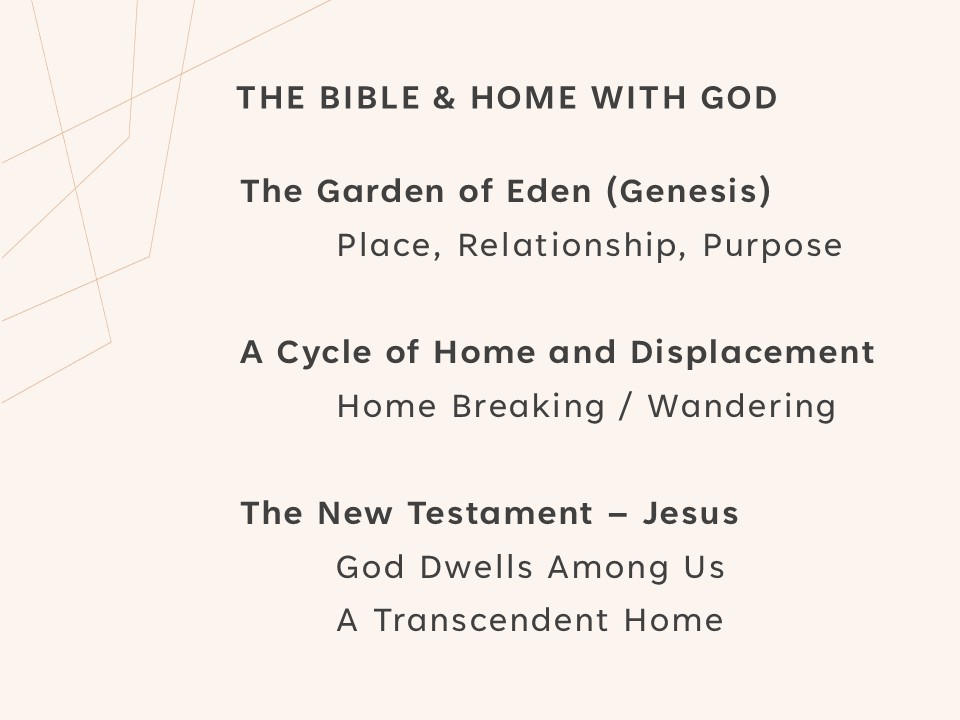 THE BIBLE & HOME WITH GOD
The Garden of Eden (Genesis)
Place, Relationship, Purpose
A Cycle of Home and Displacement
Home Breaking / Wandering
The New Testament – Jesus
God Dwells Among Us
A Transcendent Home